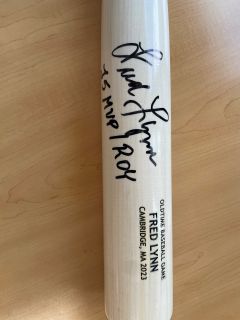 Fred Lynn
75 MVP/ROY
OLDTIME BASEBALL GAME
FRED LYNN
CAMBRIDGE, MA 2023